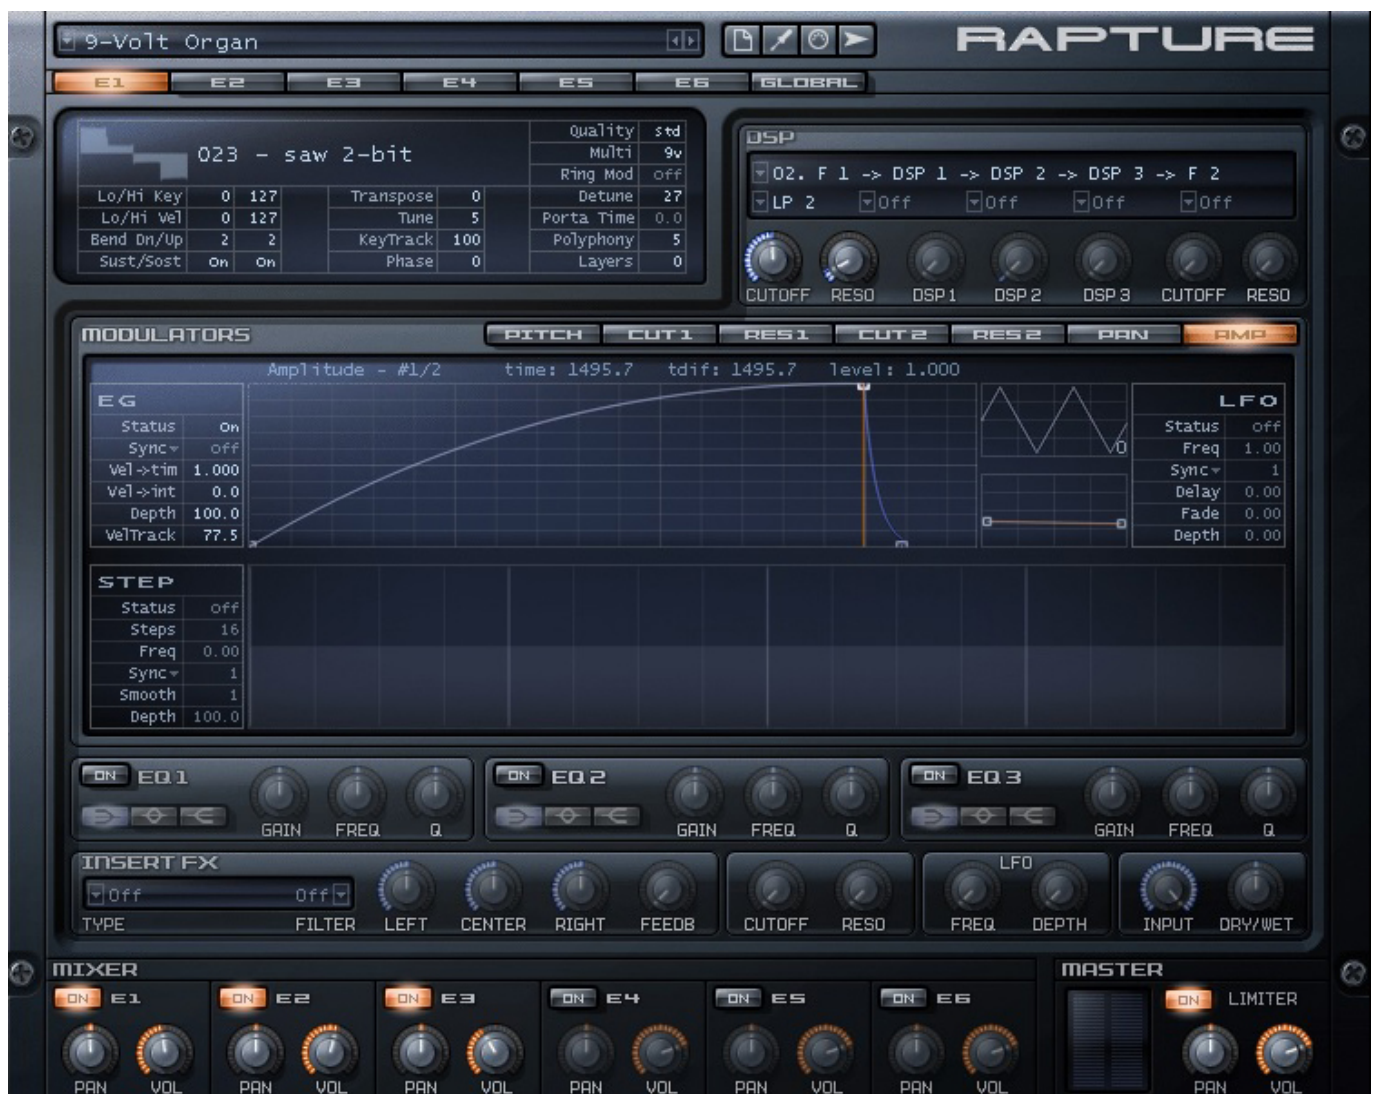 9-Volt Organ
RAPTURE
E1 E2 E3 E4 E5 E6 GLOBAL
023 - saw 2-bit
Quality std
Multi 9v
Ring Mod off
Lo/Hi Key 0 127 Transpose 0 Detune 27
Lo/Hi Vel 0 127 Tune 5 Porta Time 0.0
Bend Dn/Up 2 2 KeyTrack 100 Polyphony 5
Sust/Sost On On Phase 0 Layers 0
DSP
02. F 1 -> DSP 1 -> DSP 2 -> DSP 3 -> F 2
LP 2 Off Off Off Off
CUTOFF RESO DSP1 DSP2 DSP3 CUTOFF RESO
MODULATORS
PITCH CUT1 RES1 CUT2 RES2 PAN AMP
Amplitude - #1/2 time: 1495.7 tdif: 1495.7 level: 1.000
EG
Status On
Sync off
Vel->tim 1.000
Vel->int 0.0
Depth 100.0
VelTrack 77.5
LFO
Status off
Freq 1.00
Sync 1
Delay 0.00
Fade 0.00
Depth 0.00
STEP
Status Off
Steps 16
Freq 0.00
Sync 1
Smooth 1
Depth 100.0
ON EQ1
GAIN FREQ Q
ON EQ2
GAIN FREQ Q
ON EQ3
GAIN FREQ Q
INSERT FX
Off Off
TYPE FILTER
LEFT CENTER RIGHT FEEDB
CUTOFF RESO
LFO
FREQ DEPTH
INPUT DRY/WET
MIXER
ON E1 ON E2 ON E3 ON E4 ON E5 ON E6
PAN VOL PAN VOL PAN VOL PAN VOL PAN VOL PAN VOL
MASTER
ON LIMITER
PAN VOL